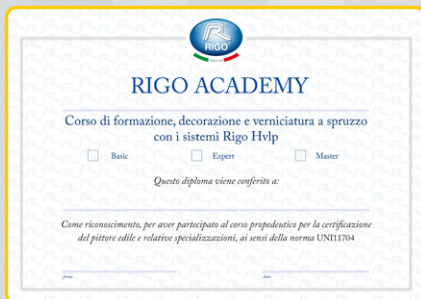 RIGO
RIGO ACADEMY
Corso di formazione, decorazione e verniciatura a spruzzo
con i sistemi Rigo Hvlp
Basic Expert Master
Questo diploma viene conferito a:
Come riconoscimento, per aver partecipato al corso propedeutico per la certificazione
del pittore edile e relative specializzazioni, ai sensi della norma UNI11704